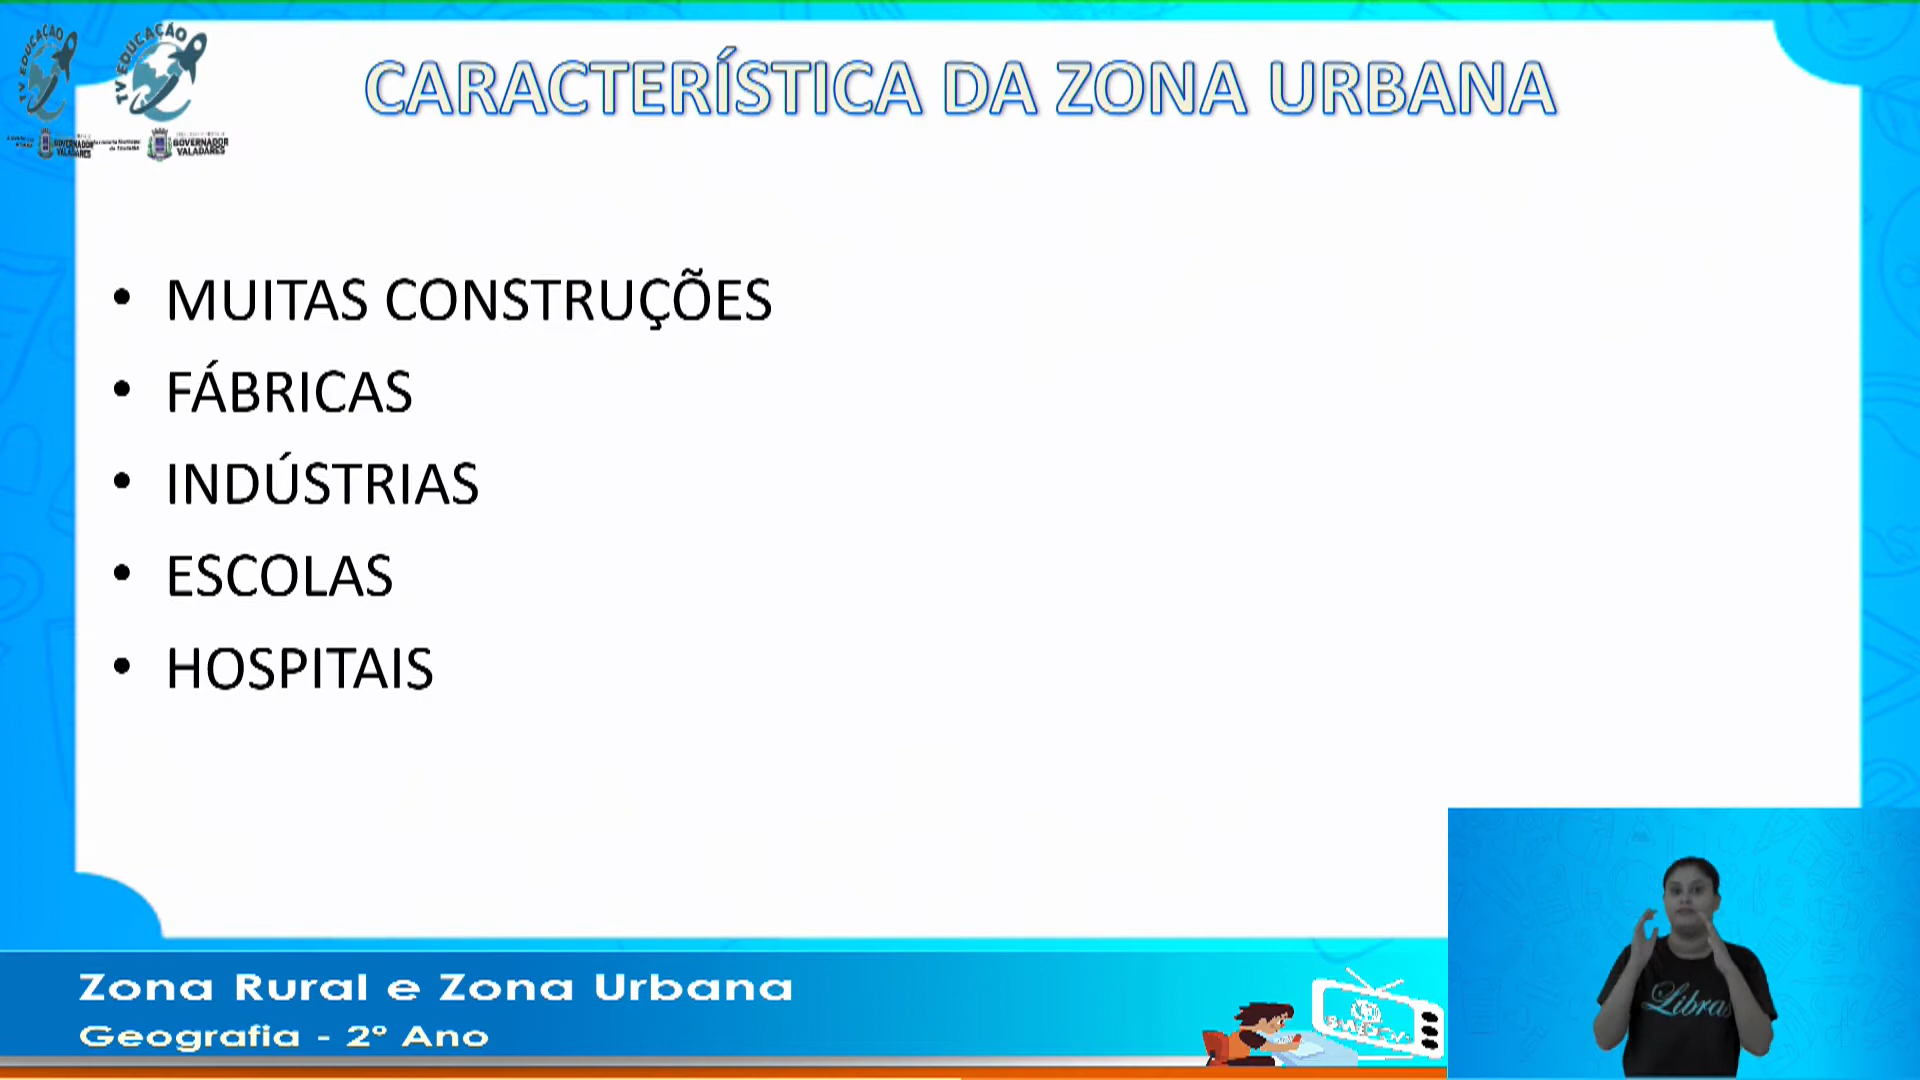 TV EDUCAÇÃO
TV EDUCAÇÃO
GOVERNADOR
VALADARES
GOVERNADOR
VALADARES
CARACTERÍSTICA DA ZONA URBANA
• MUITAS CONSTRUÇÕES
• FÁBRICAS
• INDÚSTRIAS
• ESCOLAS
• HOSPITAIS
Zona Rural e Zona Urbana
Geografia - 2º Ano
Libras